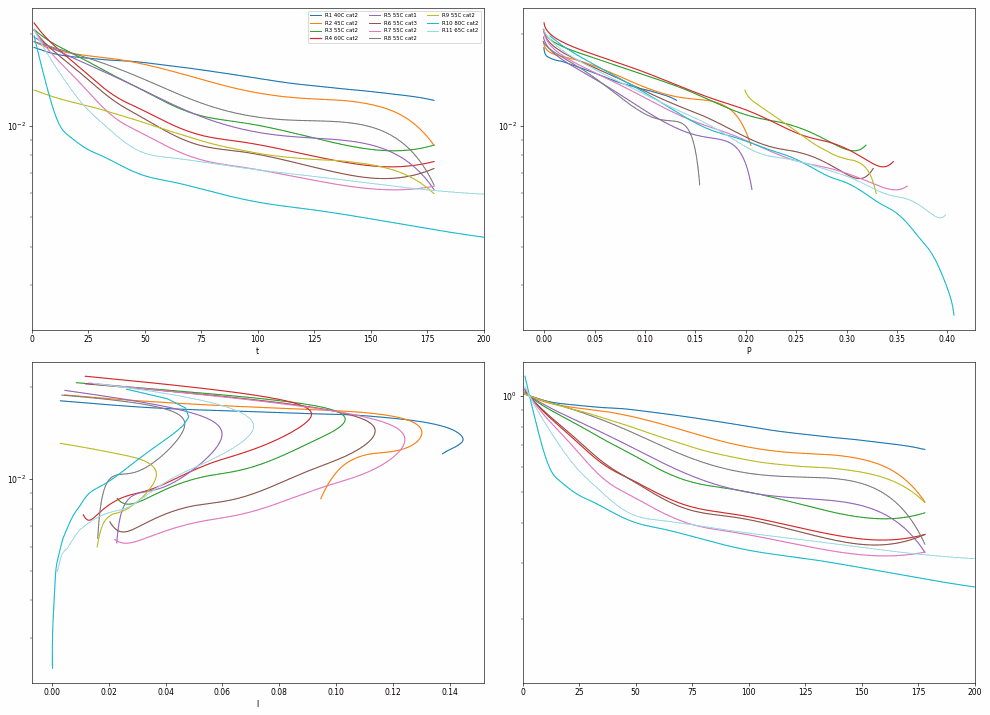 R1 40C cat2 R5 55C cat1 R9 55C cat2
R2 45C cat2 R6 55C cat3 R10 80C cat2
R3 55C cat2 R7 55C cat2 R11 65C cat2
R4 60C cat2 R8 55C cat2
10⁻² 10⁻²
0 25 50 75 100 125 150 175 200 0.00 0.05 0.10 0.15 0.20 0.25 0.30 0.35 0.40
t P
10⁻² 10⁰
0.00 0.02 0.04 0.06 0.08 0.10 0.12 0.14 0 25 50 75 100 125 150 175 200
I